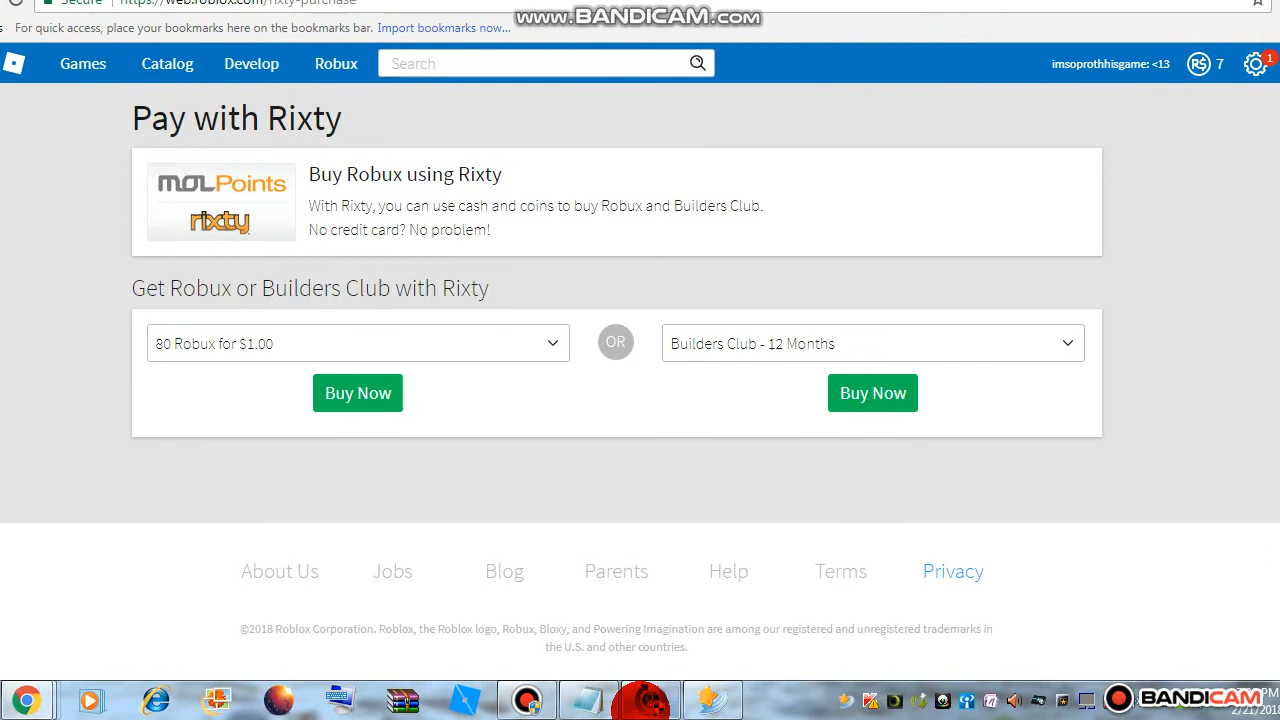 Secure https://web.roblox.com/rixty-purchase
www.BANDICAM.com
For quick access, place your bookmarks here on the bookmarks bar. Import bookmarks now...
Games Catalog Develop Robux Search imsoprothhisgame: <13 R$ 7 1
Pay with Rixty
MOLPoints
rixty
Buy Robux using Rixty
With Rixty, you can use cash and coins to buy Robux and Builders Club.
No credit card? No problem!
Get Robux or Builders Club with Rixty
80 Robux for $1.00 OR Builders Club - 12 Months
Buy Now Buy Now
About Us Jobs Blog Parents Help Terms Privacy
©2018 Roblox Corporation. Roblox, the Roblox logo, Robux, Bloxy, and Powering Imagination are among our registered and unregistered trademarks in
the U.S. and other countries.
BANDICAM
2/21/2018